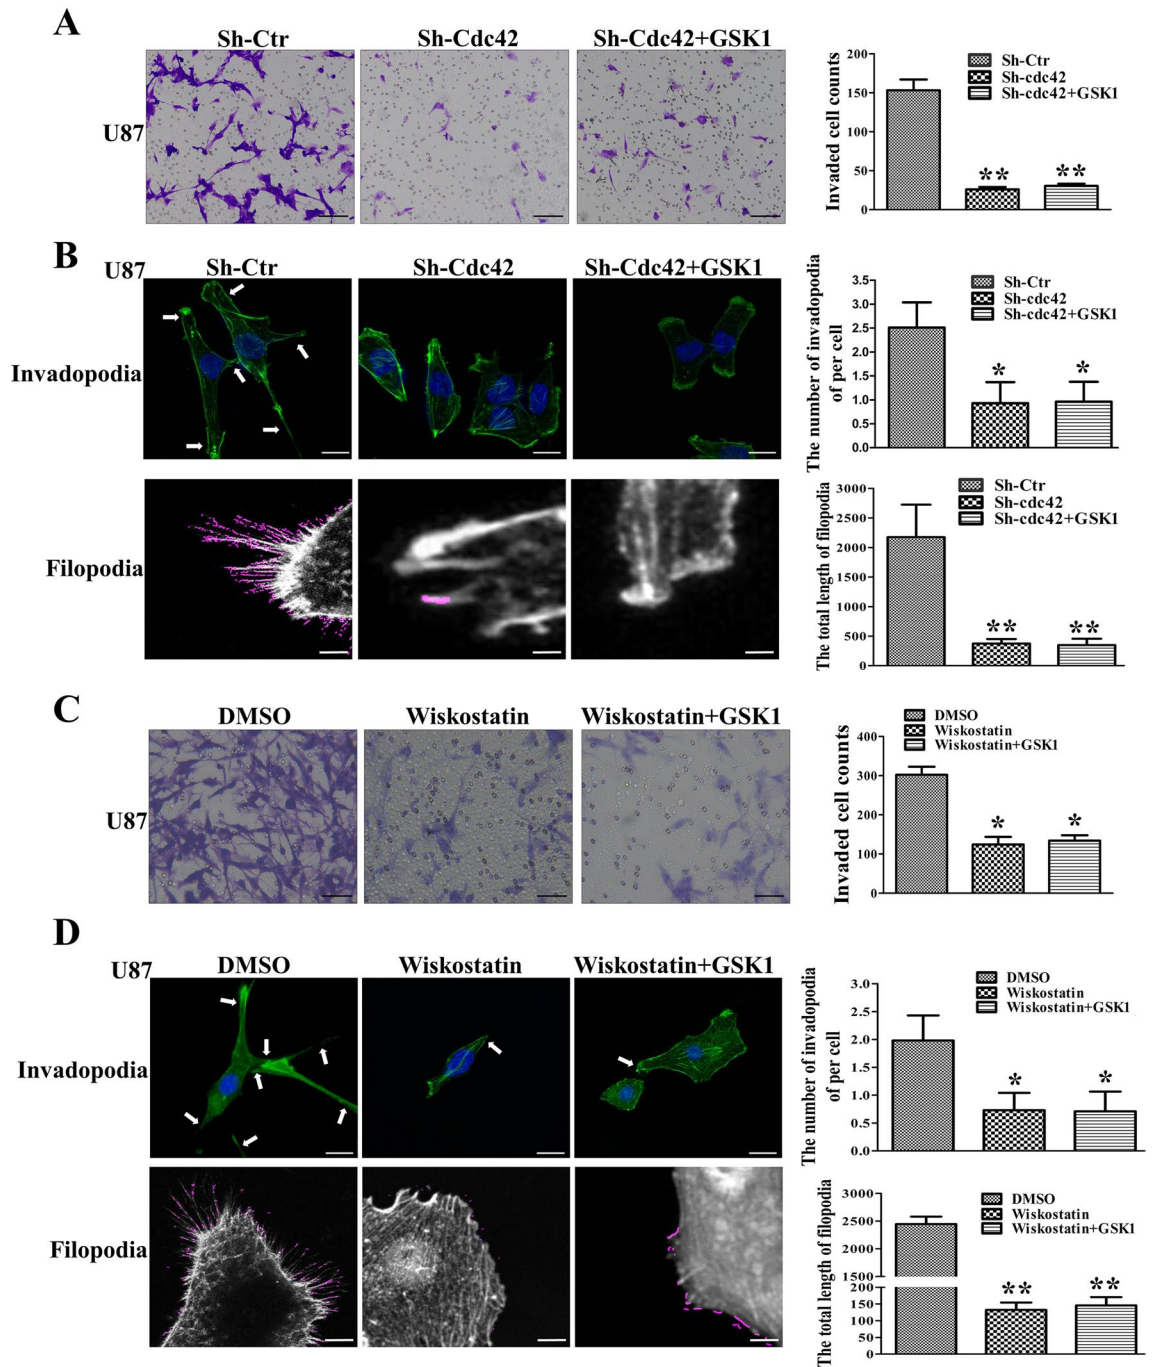 A
Sh-Ctr Sh-Cdc42 Sh-Cdc42+GSK1
U87
Invaded cell counts
200
150
100
50
0
Sh-Ctr
Sh-cdc42
Sh-cdc42+GSK1
** **
B
U87 Sh-Ctr Sh-Cdc42 Sh-Cdc42+GSK1
Invadopodia
The number of invadopodia
of per cell
3.5
3.0
2.5
2.0
1.5
1.0
0.5
0.0
Sh-Ctr
Sh-cdc42
Sh-cdc42+GSK1
* *
Filopodia
The total length of filopodia
3000
2500
2000
1500
1000
500
0
Sh-Ctr
Sh-cdc42
Sh-cdc42+GSK1
** **
C
DMSO Wiskostatin Wiskostatin+GSK1
U87
Invaded cell counts
400
300
200
100
0
DMSO
Wiskostatin
Wiskostatin+GSK1
* *
D
U87 DMSO Wiskostatin Wiskostatin+GSK1
Invadopodia
The number of invadopodia
of per cell
3.0
2.5
2.0
1.5
1.0
0.5
0.0
DMSO
Wiskostatin
Wiskostatin+GSK1
* *
Filopodia
The total length of filopodia
3000
2500
2000
1500
200
150
100
50
0
DMSO
Wiskostatin
Wiskostatin+GSK1
** **